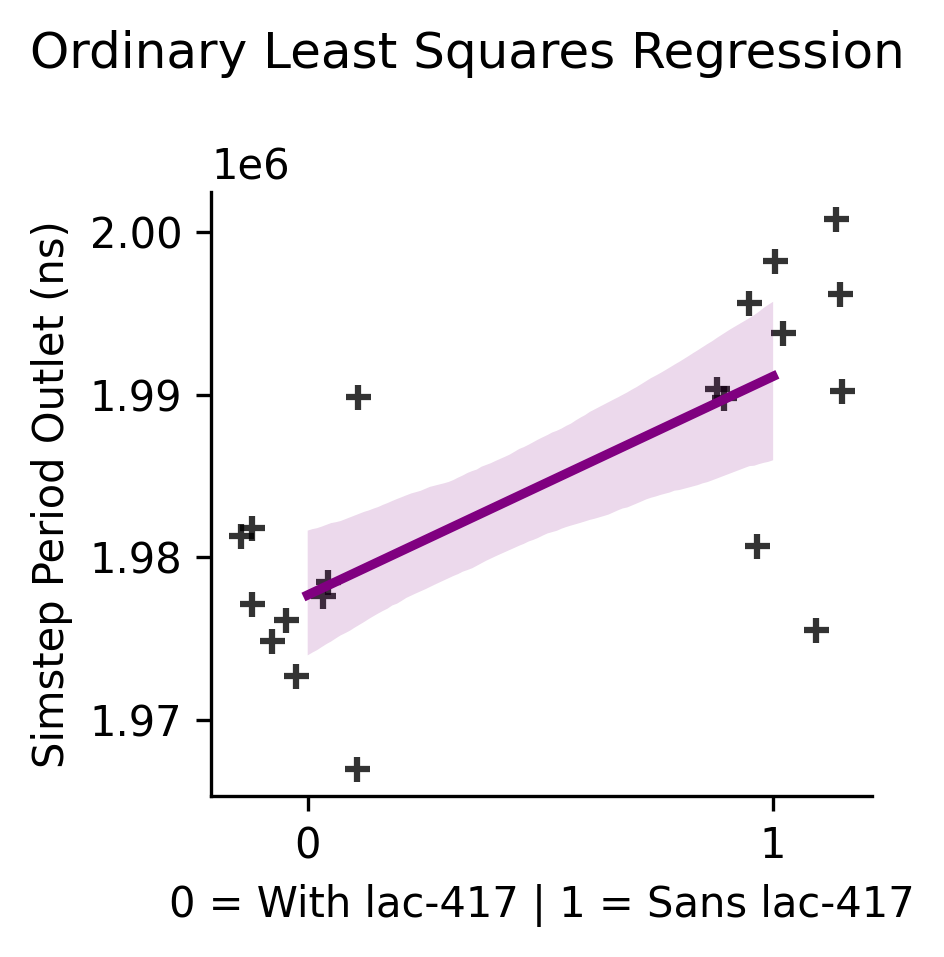 Ordinary Least Squares Regression
1e6
2.00
1.99
1.98
1.97
Simstep Period Outlet (ns)
0 1
0 = With lac-417 | 1 = Sans lac-417